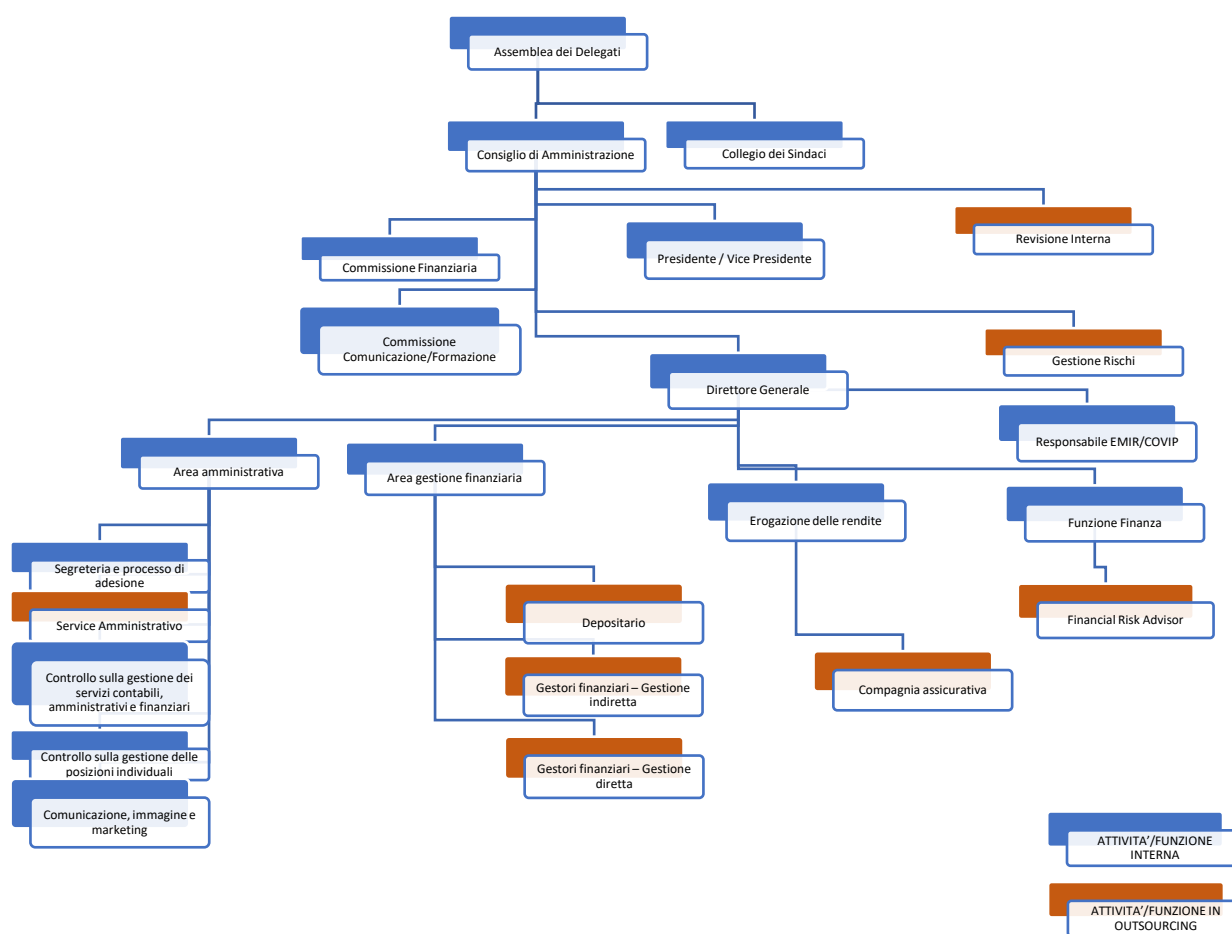 Assemblea dei Delegati
Consiglio di Amministrazione
Collegio dei Sindaci
Revisione Interna
Presidente / Vice Presidente
Commissione Finanziaria
Commissione
Comunicazione/Formazione
Gestione Rischi
Direttore Generale
Responsabile EMIR/COVIP
Area amministrativa
Area gestione finanziaria
Erogazione delle rendite
Funzione Finanza
Segreteria e processo di
adesione
Service Amministrativo
Controllo sulla gestione dei
servizi contabili,
amministrativi e finanziari
Controllo sulla gestione delle
posizioni individuali
Comunicazione, immagine e
marketing
Depositario
Gestori finanziari – Gestione
indiretta
Gestori finanziari – Gestione
diretta
Compagnia assicurativa
Financial Risk Advisor
ATTIVITA’/FUNZIONE
INTERNA
ATTIVITA’/FUNZIONE IN
OUTSOURCING